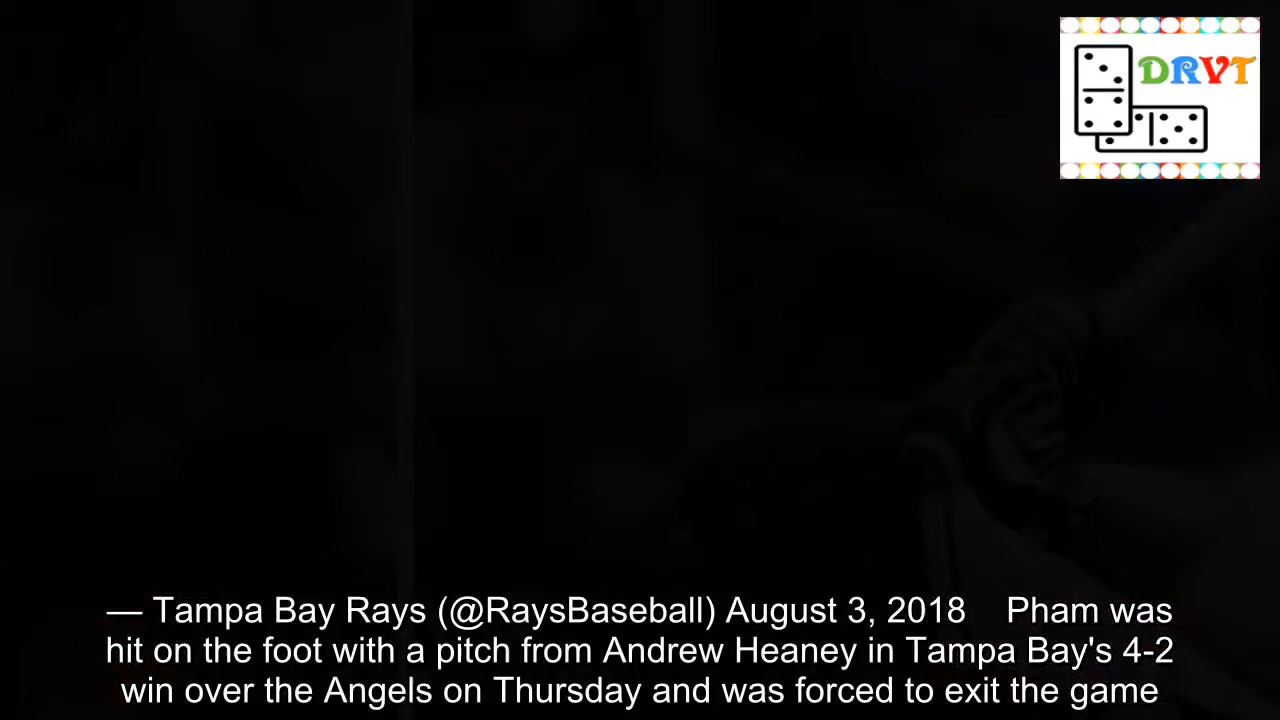 DRVT
— Tampa Bay Rays (@RaysBaseball) August 3, 2018    Pham was
hit on the foot with a pitch from Andrew Heaney in Tampa Bay's 4-2
win over the Angels on Thursday and was forced to exit the game